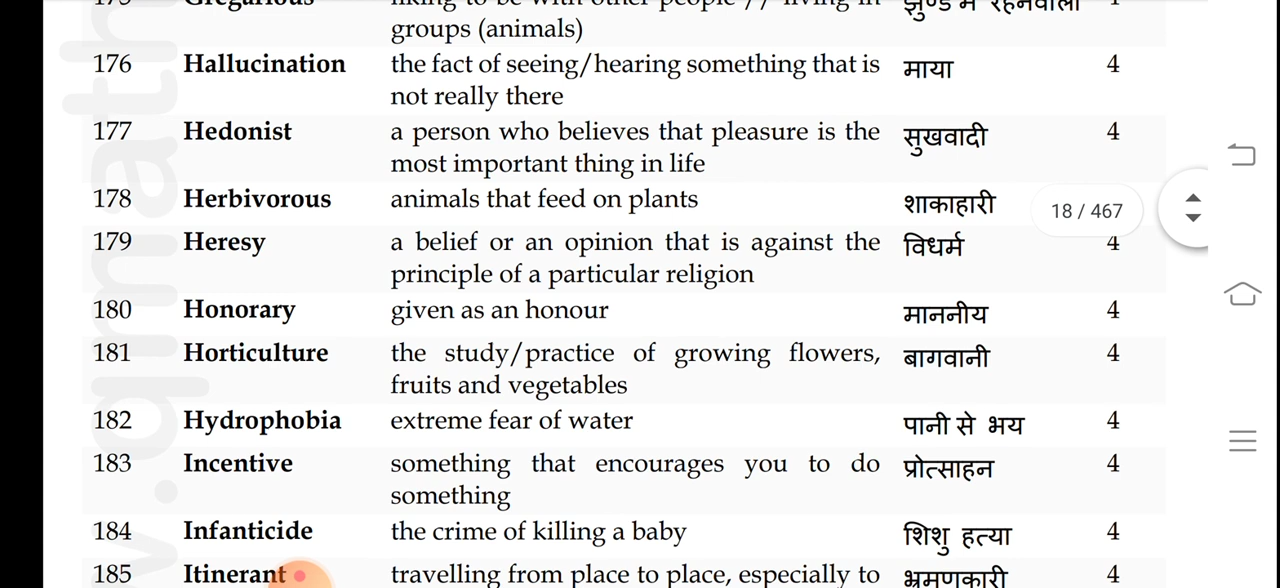 groups (animals)
176 Hallucination the fact of seeing/hearing something that is माया 4
not really there
177 Hedonist a person who believes that pleasure is the सुखवादी 4
most important thing in life
178 Herbivorous animals that feed on plants शाकाहारी
18 / 467
179 Heresy a belief or an opinion that is against the विधर्म 4
principle of a particular religion
180 Honorary given as an honour माननीय 4
181 Horticulture the study/practice of growing flowers, बागवानी 4
fruits and vegetables
182 Hydrophobia extreme fear of water पानी से भय 4
183 Incentive something that encourages you to do प्रोत्साहन 4
something
184 Infanticide the crime of killing a baby शिशु हत्या 4
185 Itinerant travelling from place to place, especially to भ्रमणकारी 4